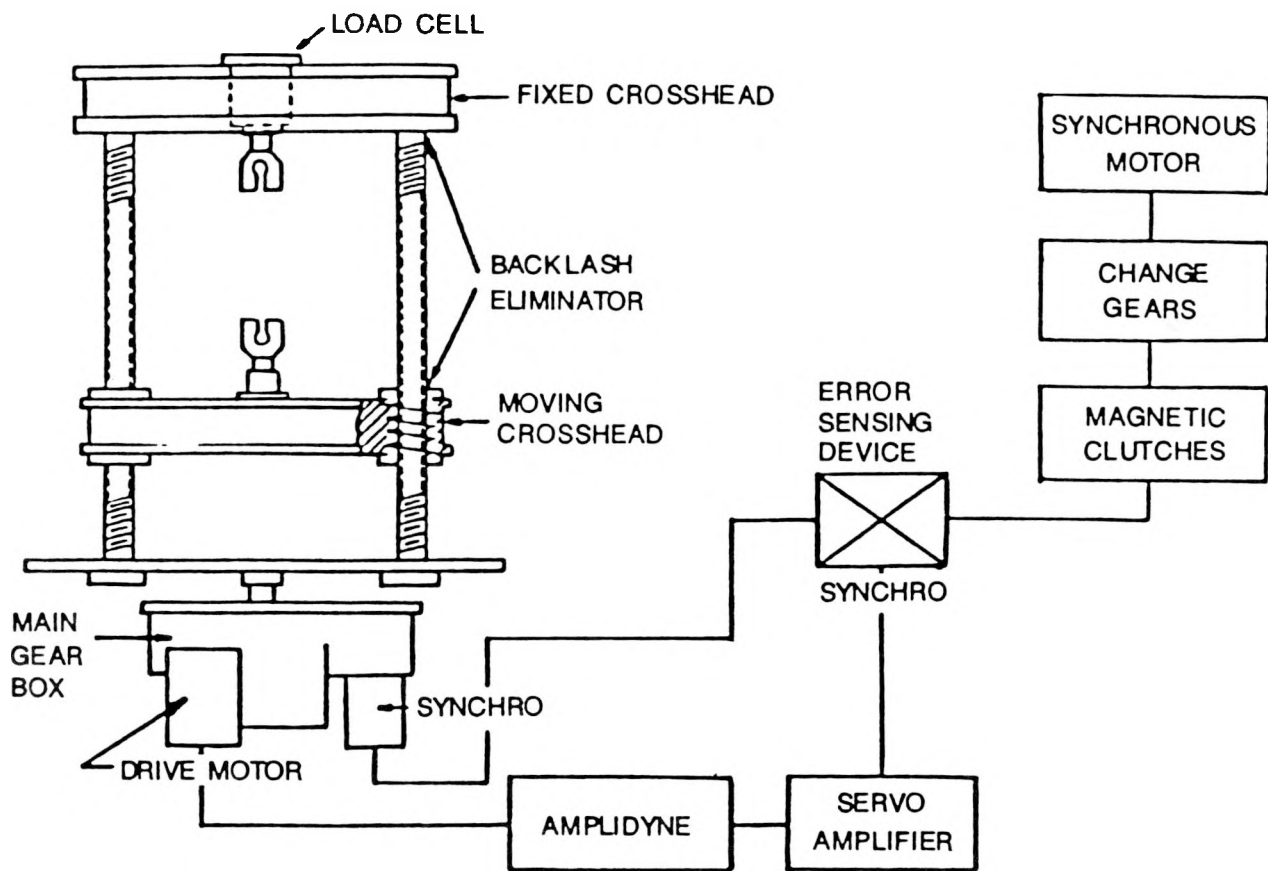 LOAD CELL
FIXED CROSSHEAD
SYNCHRONOUS
MOTOR
BACKLASH
ELIMINATOR
CHANGE
GEARS
MOVING
CROSSHEAD
ERROR
SENSING
DEVICE
MAGNETIC
CLUTCHES
SYNCHRO
MAIN
GEAR
BOX
SYNCHRO
DRIVE MOTOR
AMPLIDYNE
SERVO
AMPLIFIER